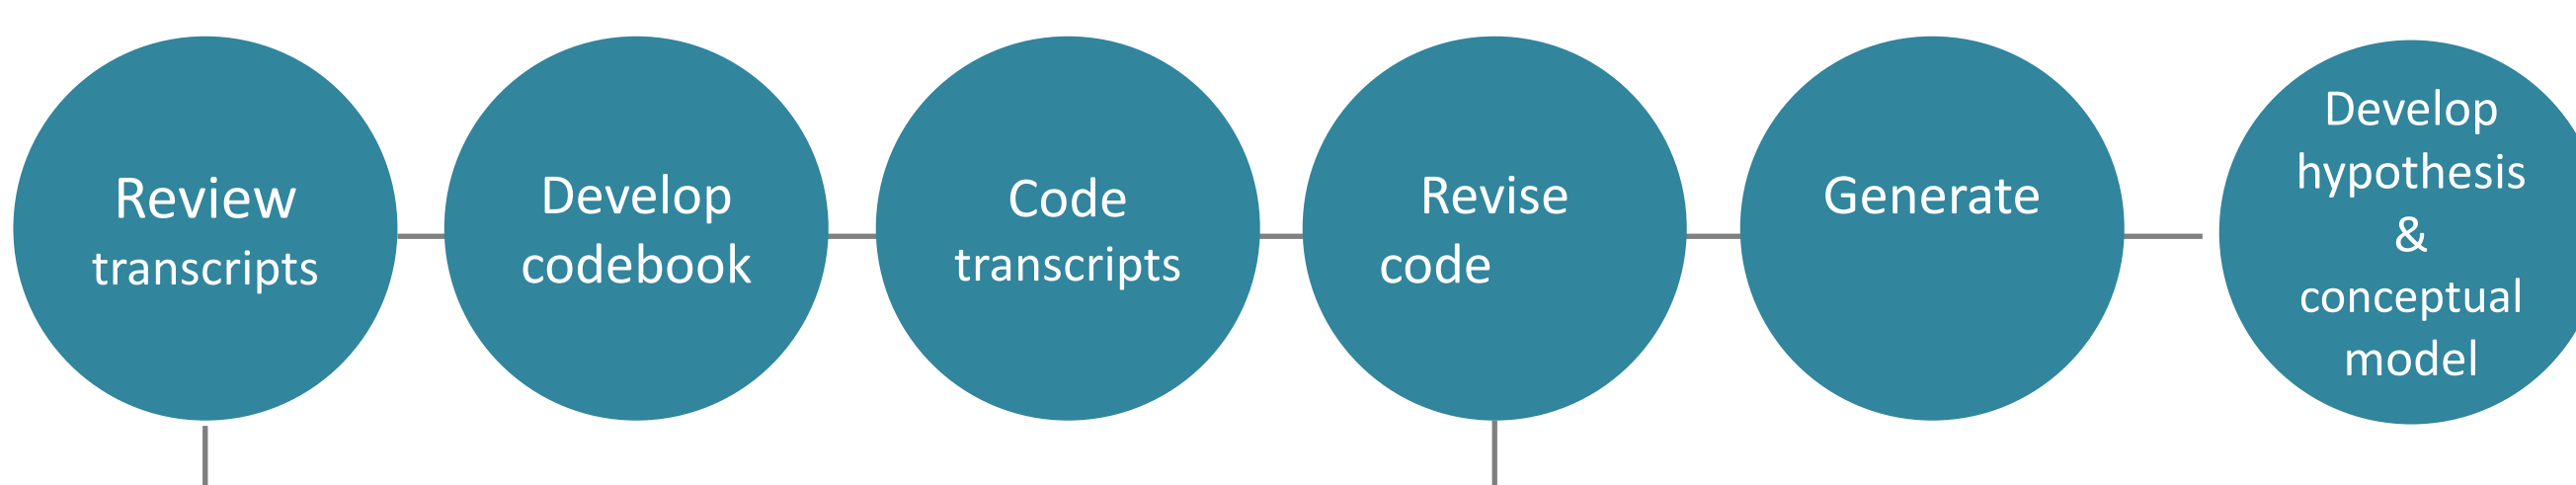 Review
transcripts
Develop
codebook
Code
transcripts
Revise
code
Generate
Develop
hypothesis
&
conceptual
model